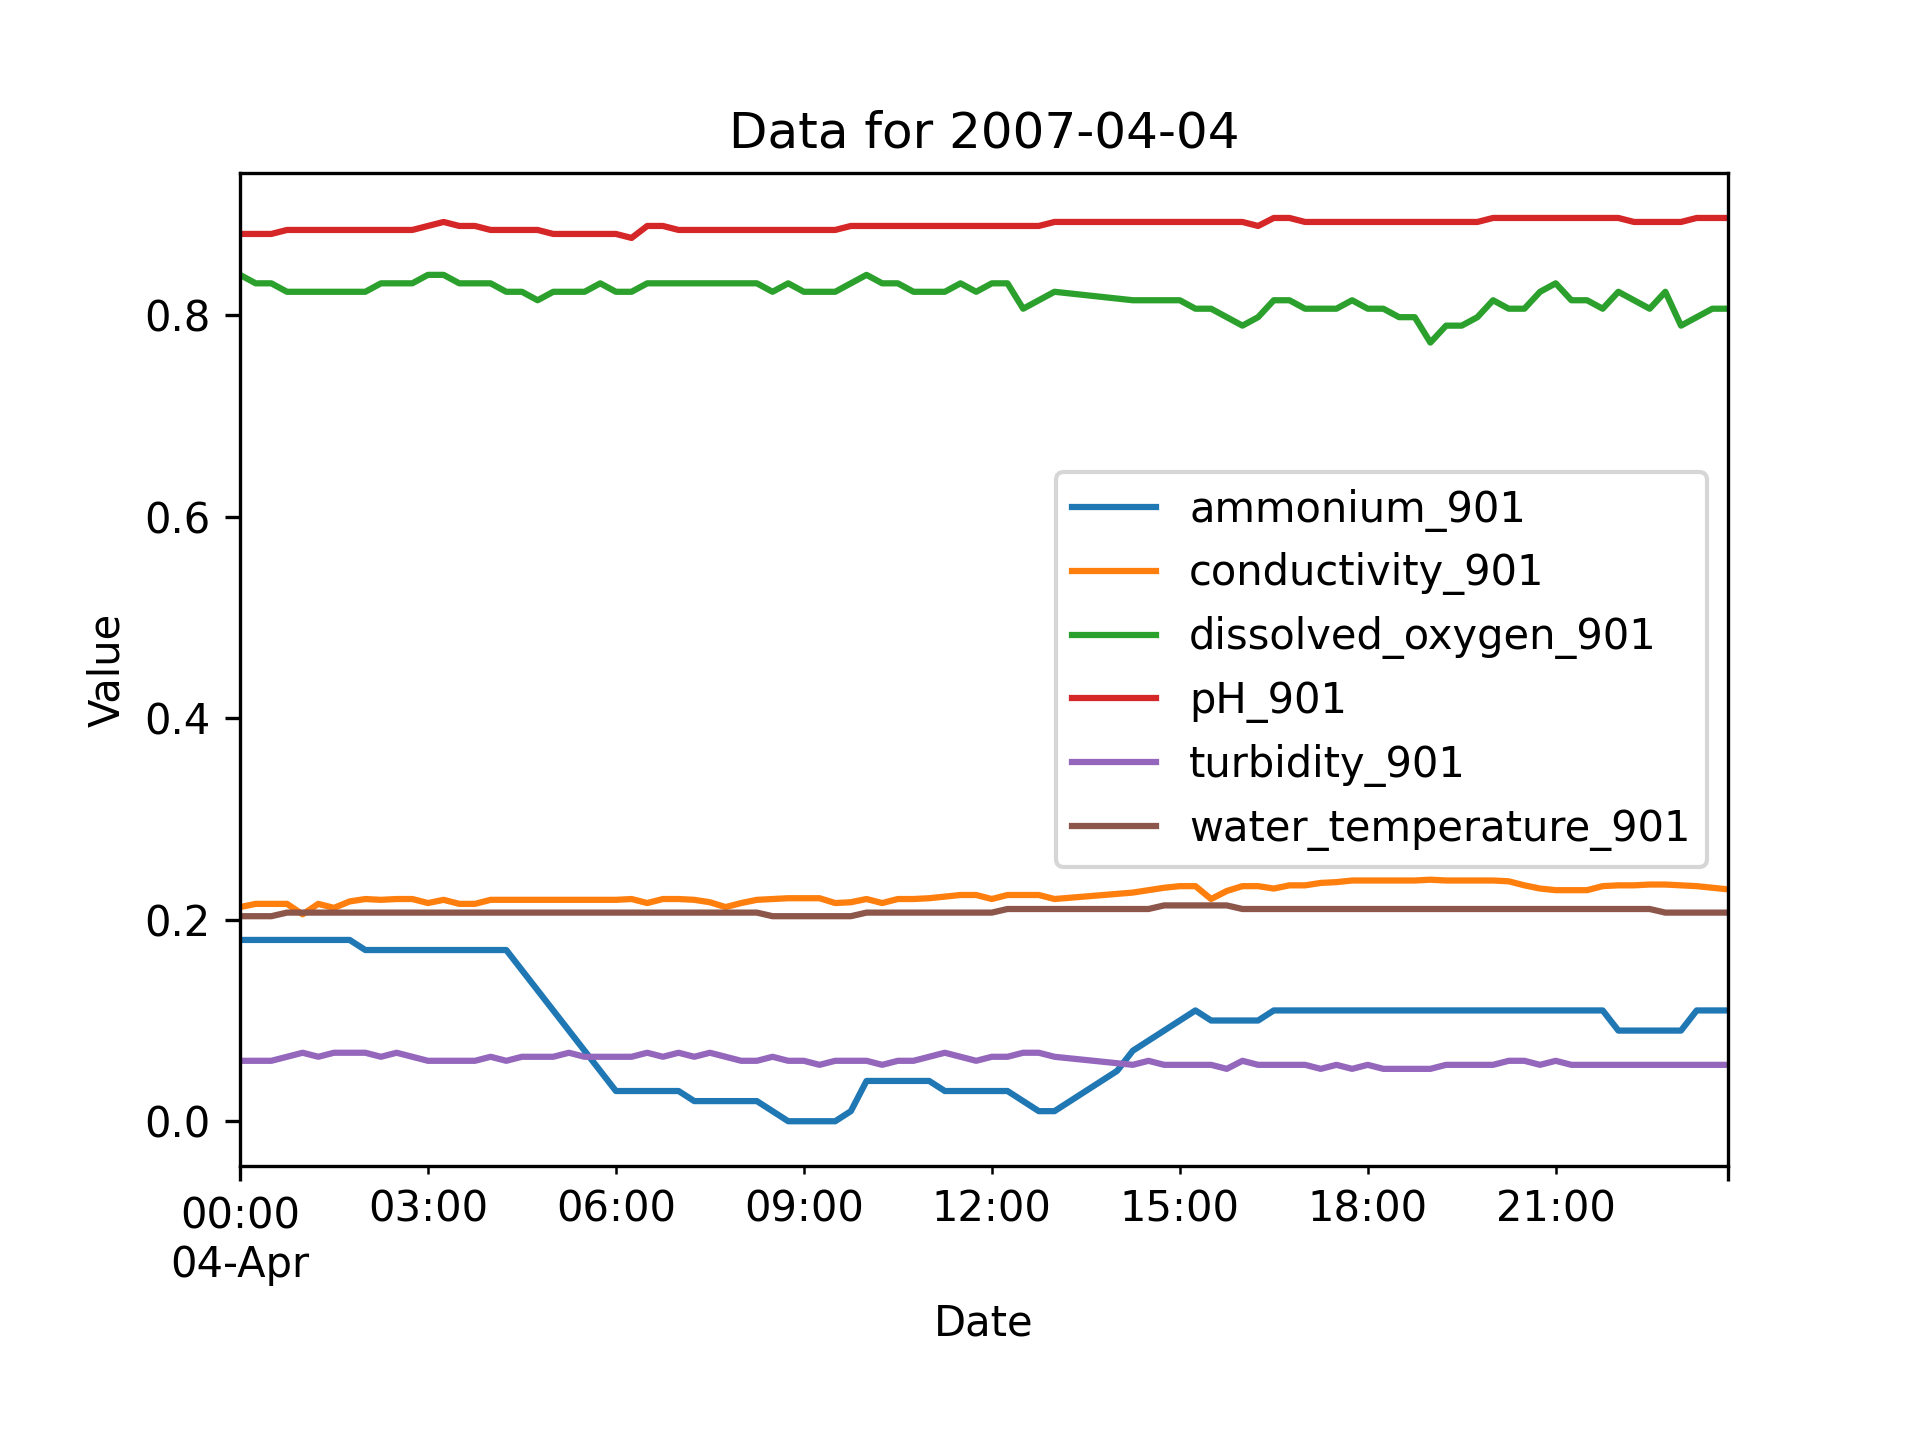 Data for 2007-04-04
Value
0.8
0.6
0.4
0.2
0.0
ammonium_901
conductivity_901
dissolved_oxygen_901
pH_901
turbidity_901
water_temperature_901
00:00 03:00 06:00 09:00 12:00 15:00 18:00 21:00
04-Apr
Date